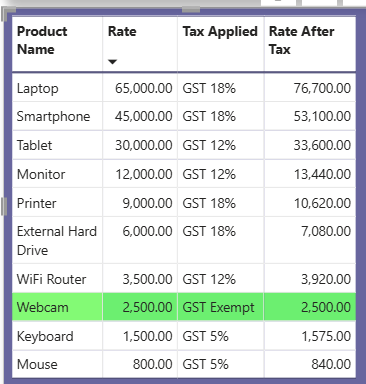 Product Name Rate Tax Applied Rate After Tax
Laptop 65,000.00 GST 18% 76,700.00
Smartphone 45,000.00 GST 18% 53,100.00
Tablet 30,000.00 GST 12% 33,600.00
Monitor 12,000.00 GST 12% 13,440.00
Printer 9,000.00 GST 18% 10,620.00
External Hard Drive 6,000.00 GST 18% 7,080.00
WiFi Router 3,500.00 GST 12% 3,920.00
Webcam 2,500.00 GST Exempt 2,500.00
Keyboard 1,500.00 GST 5% 1,575.00
Mouse 800.00 GST 5% 840.00